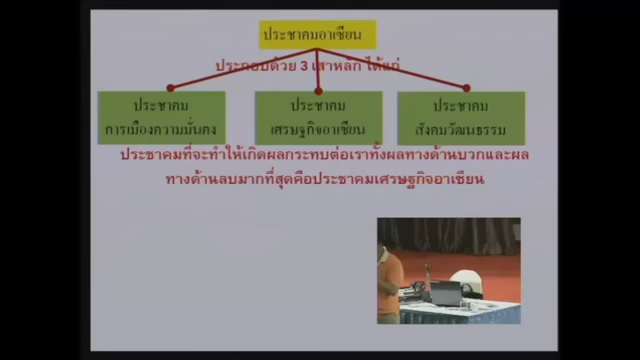 ประชาคมอาเซียน
ประกอบด้วย 3 เสาหลัก ได้แก่
ประชาคม
การเมืองความมั่นคง
ประชาคม
เศรษฐกิจอาเซียน
ประชาคม
สังคมวัฒนธรรม
ประชาคมที่จะทำให้เกิดผลกระทบต่อเราทั้งผลทางด้านบวกและผล
ทางด้านลบมากที่สุดคือประชาคมเศรษฐกิจอาเซียน